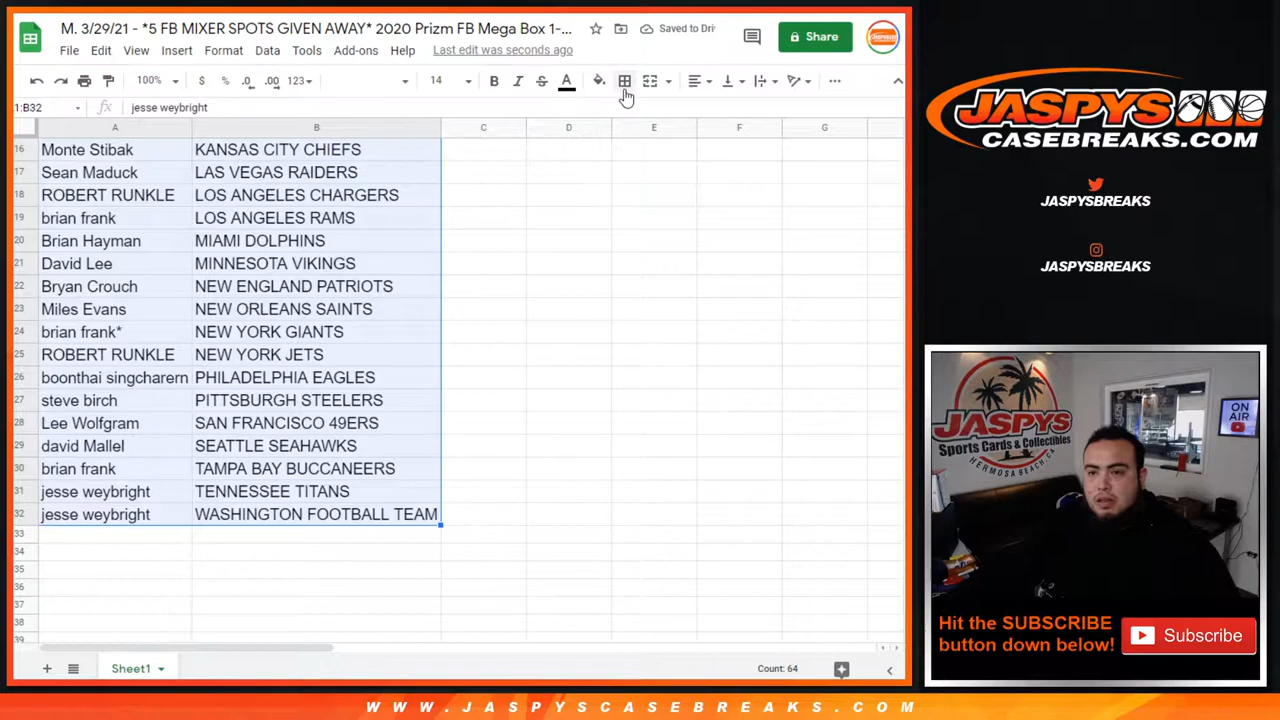 M. 3/29/21 - *5 FB MIXER SPOTS GIVEN AWAY* 2020 Prizm FB Mega Box 1-...
Saved to Dri
Share
File Edit View Insert Format Data Tools Add-ons Help Last edit was seconds ago
100% $ % .0 .00 123 14 B I S A
1:B32 fx jesse weybright
A B C D E F G
16 Monte Stibak KANSAS CITY CHIEFS
17 Sean Maduck LAS VEGAS RAIDERS
18 ROBERT RUNKLE LOS ANGELES CHARGERS
19 brian frank LOS ANGELES RAMS
20 Brian Hayman MIAMI DOLPHINS
21 David Lee MINNESOTA VIKINGS
22 Bryan Crouch NEW ENGLAND PATRIOTS
23 Miles Evans NEW ORLEANS SAINTS
24 brian frank* NEW YORK GIANTS
25 ROBERT RUNKLE NEW YORK JETS
26 boonthai singcharern PHILADELPHIA EAGLES
27 steve birch PITTSBURGH STEELERS
28 Lee Wolfgram SAN FRANCISCO 49ERS
29 david Mallel SEATTLE SEAHAWKS
30 brian frank TAMPA BAY BUCCANEERS
31 jesse weybright TENNESSEE TITANS
32 jesse weybright WASHINGTON FOOTBALL TEAM
33
34
35
36
37
38
39
Sheet1
Count: 64
JASPYS
CASEBREAKS.COM
JASPYSBREAKS
JASPYSBREAKS
JASPYS
Sports Cards & Collectibles
HERMOSA BEACH, CA
ON AIR
Hit the SUBSCRIBE
button down below!
Subscribe
WWW.JASPYSCASEBREAKS.COM